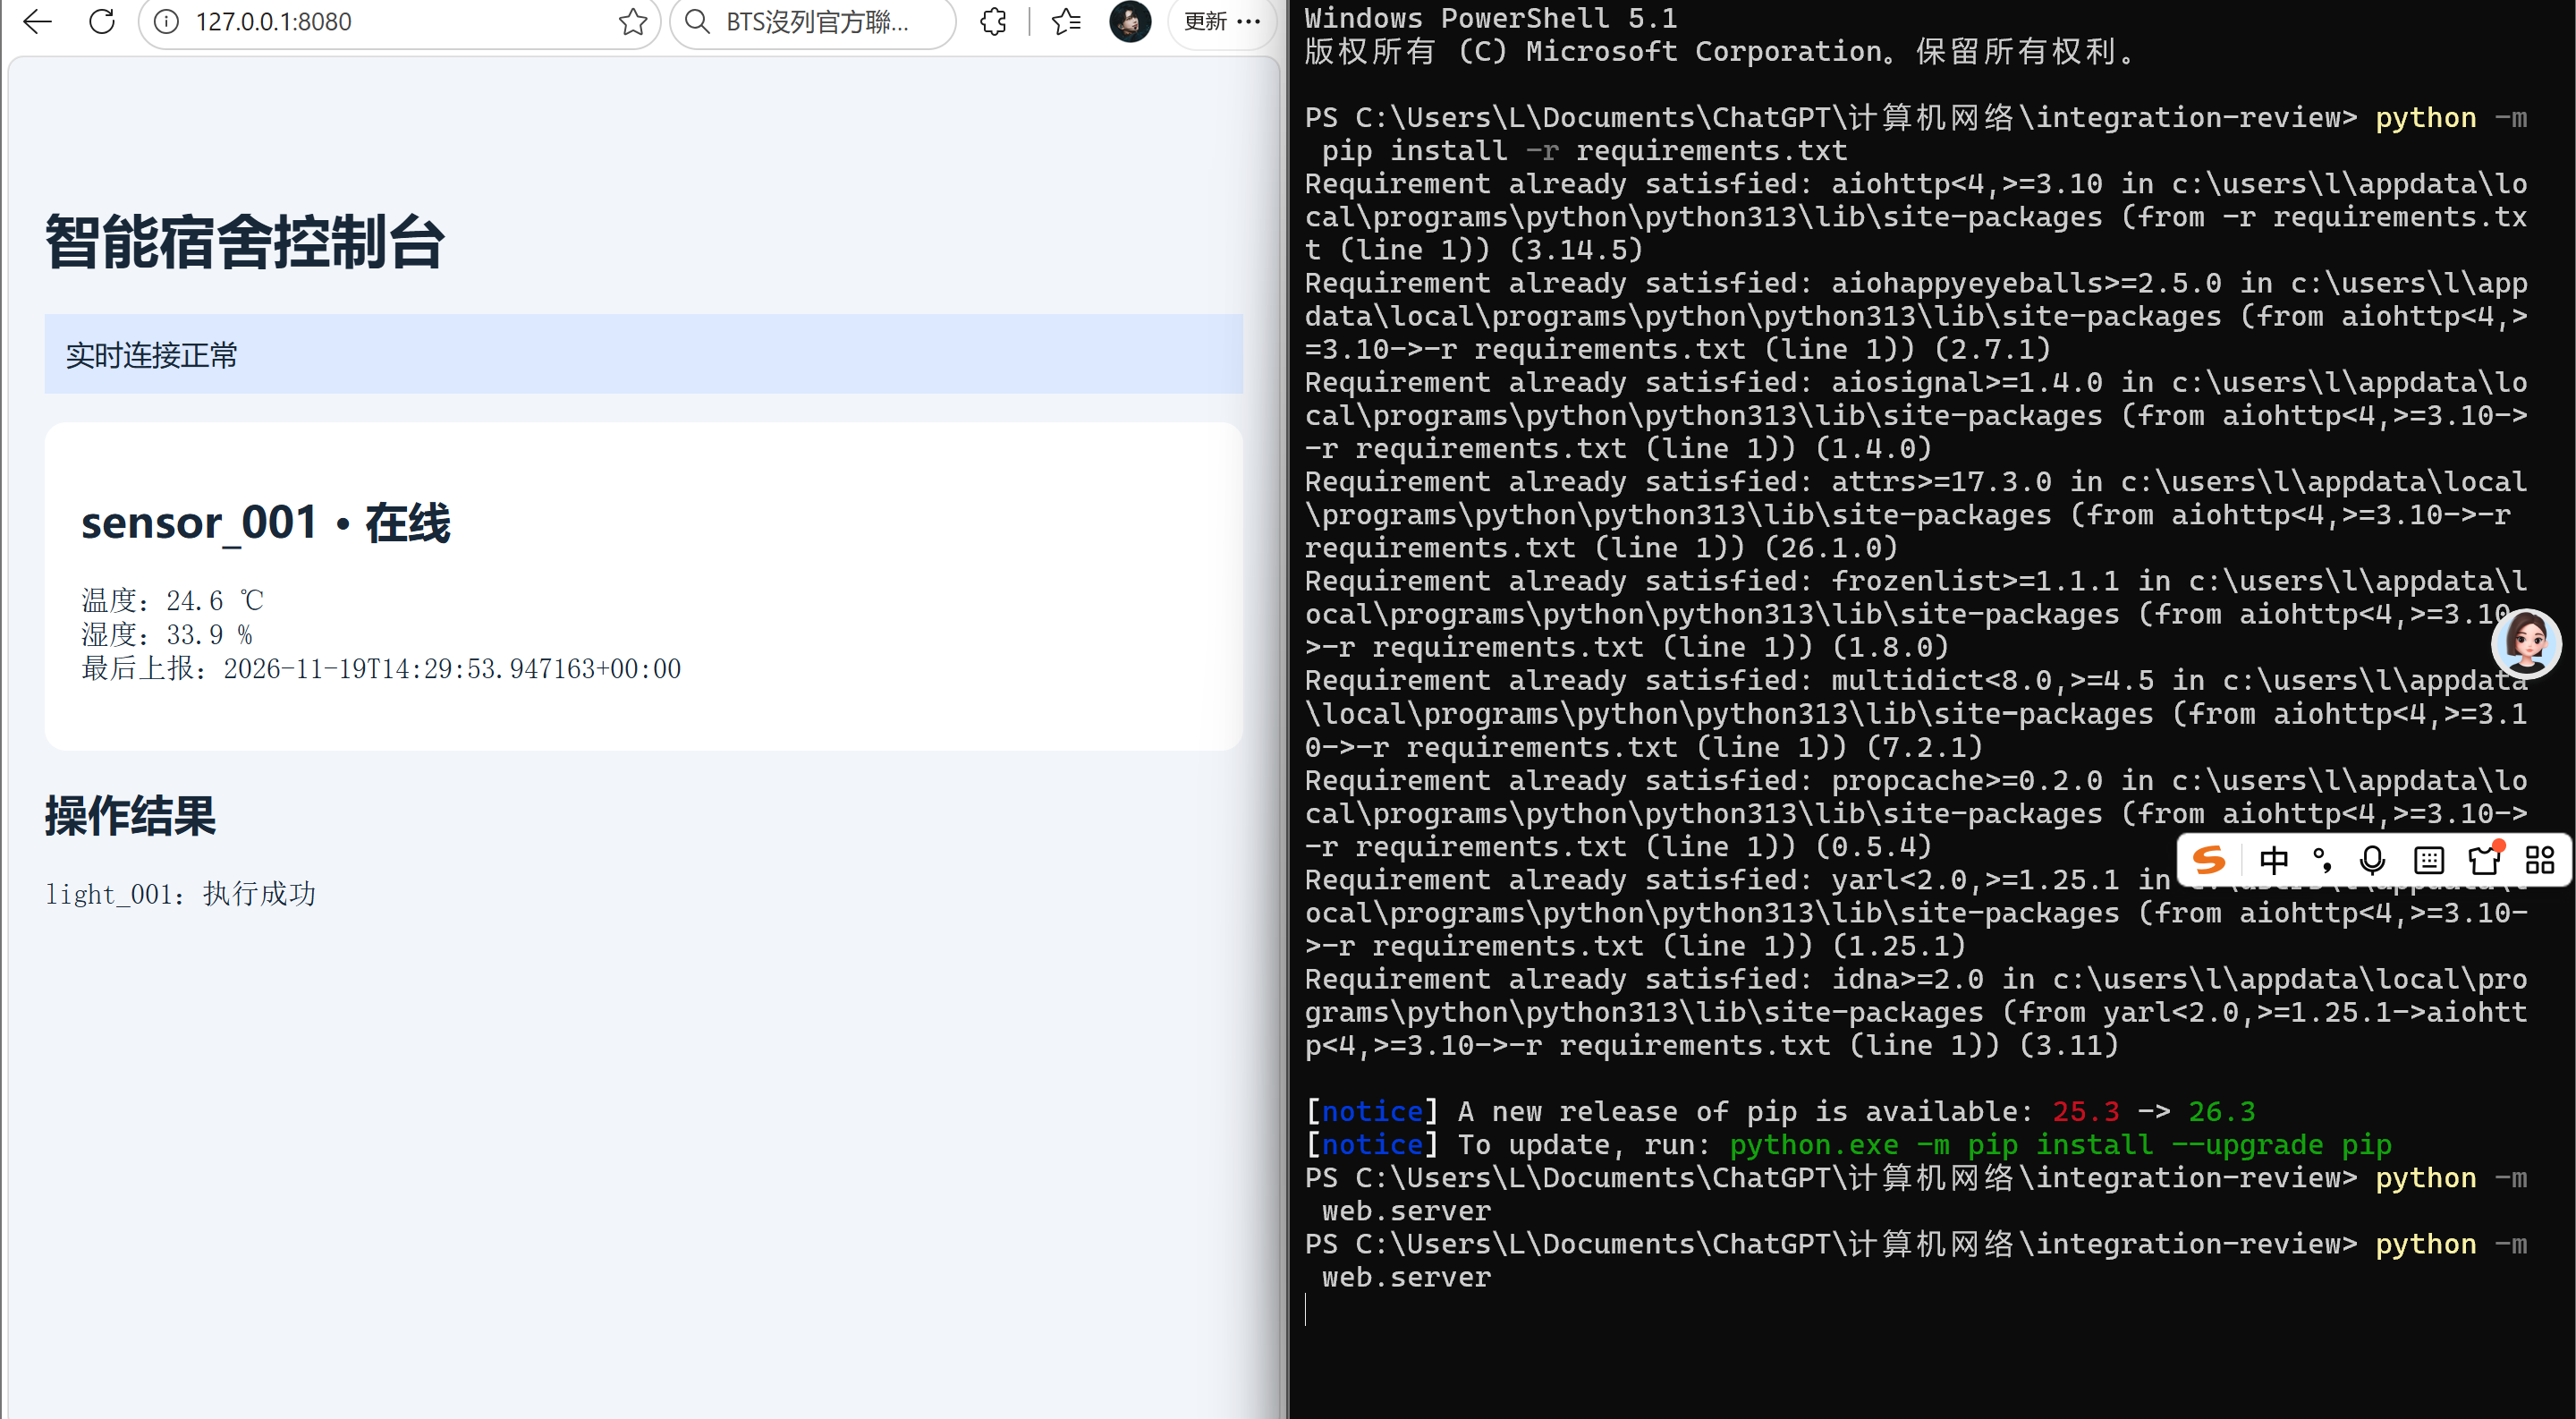 127.0.0.1:8080
BTS沒列官方聯...
更新
智能宿舍控制台
实时连接正常
sensor_001 • 在线
温度：24.6 ℃
湿度：33.9 %
最后上报：2026-11-19T14:29:53.947163+00:00
操作结果
light_001：执行成功
Windows PowerShell 5.1
版权所有 (C) Microsoft Corporation。保留所有权利。
PS C:\Users\L\Documents\ChatGPT\计算机网络\integration-review> python -m
 pip install -r requirements.txt
Requirement already satisfied: aiohttp<4,>=3.10 in c:\users\l\appdata\lo
cal\programs\python\python313\lib\site-packages (from -r requirements.tx
t (line 1)) (3.14.5)
Requirement already satisfied: aiohappyeyeballs>=2.5.0 in c:\users\l\app
data\local\programs\python\python313\lib\site-packages (from aiohttp<4,>
=3.10->-r requirements.txt (line 1)) (2.7.1)
Requirement already satisfied: aiosignal>=1.4.0 in c:\users\l\appdata\lo
cal\programs\python\python313\lib\site-packages (from aiohttp<4,>=3.10->
-r requirements.txt (line 1)) (1.4.0)
Requirement already satisfied: attrs>=17.3.0 in c:\users\l\appdata\local
\programs\python\python313\lib\site-packages (from aiohttp<4,>=3.10->-r
requirements.txt (line 1)) (26.1.0)
Requirement already satisfied: frozenlist>=1.1.1 in c:\users\l\appdata\l
ocal\programs\python\python313\lib\site-packages (from aiohttp<4,>=3.10
>-r requirements.txt (line 1)) (1.8.0)
Requirement already satisfied: multidict<8.0,>=4.5 in c:\users\l\appdata
\local\programs\python\python313\lib\site-packages (from aiohttp<4,>=3.1
0->-r requirements.txt (line 1)) (7.2.1)
Requirement already satisfied: propcache>=0.2.0 in c:\users\l\appdata\lo
cal\programs\python\python313\lib\site-packages (from aiohttp<4,>=3.10->
-r requirements.txt (line 1)) (0.5.4)
中
Requirement already satisfied: yarl<2.0,>=1.25.1 in
ocal\programs\python\python313\lib\site-packages (from aiohttp<4,>=3.10-
>-r requirements.txt (line 1)) (1.25.1)
Requirement already satisfied: idna>=2.0 in c:\users\l\appdata\local\pro
grams\python\python313\lib\site-packages (from yarl<2.0,>=1.25.1->aiohtt
p<4,>=3.10->-r requirements.txt (line 1)) (3.11)
[notice] A new release of pip is available: 25.3 -> 26.3
[notice] To update, run: python.exe -m pip install --upgrade pip
PS C:\Users\L\Documents\ChatGPT\计算机网络\integration-review> python -m
 web.server
PS C:\Users\L\Documents\ChatGPT\计算机网络\integration-review> python -m
 web.server